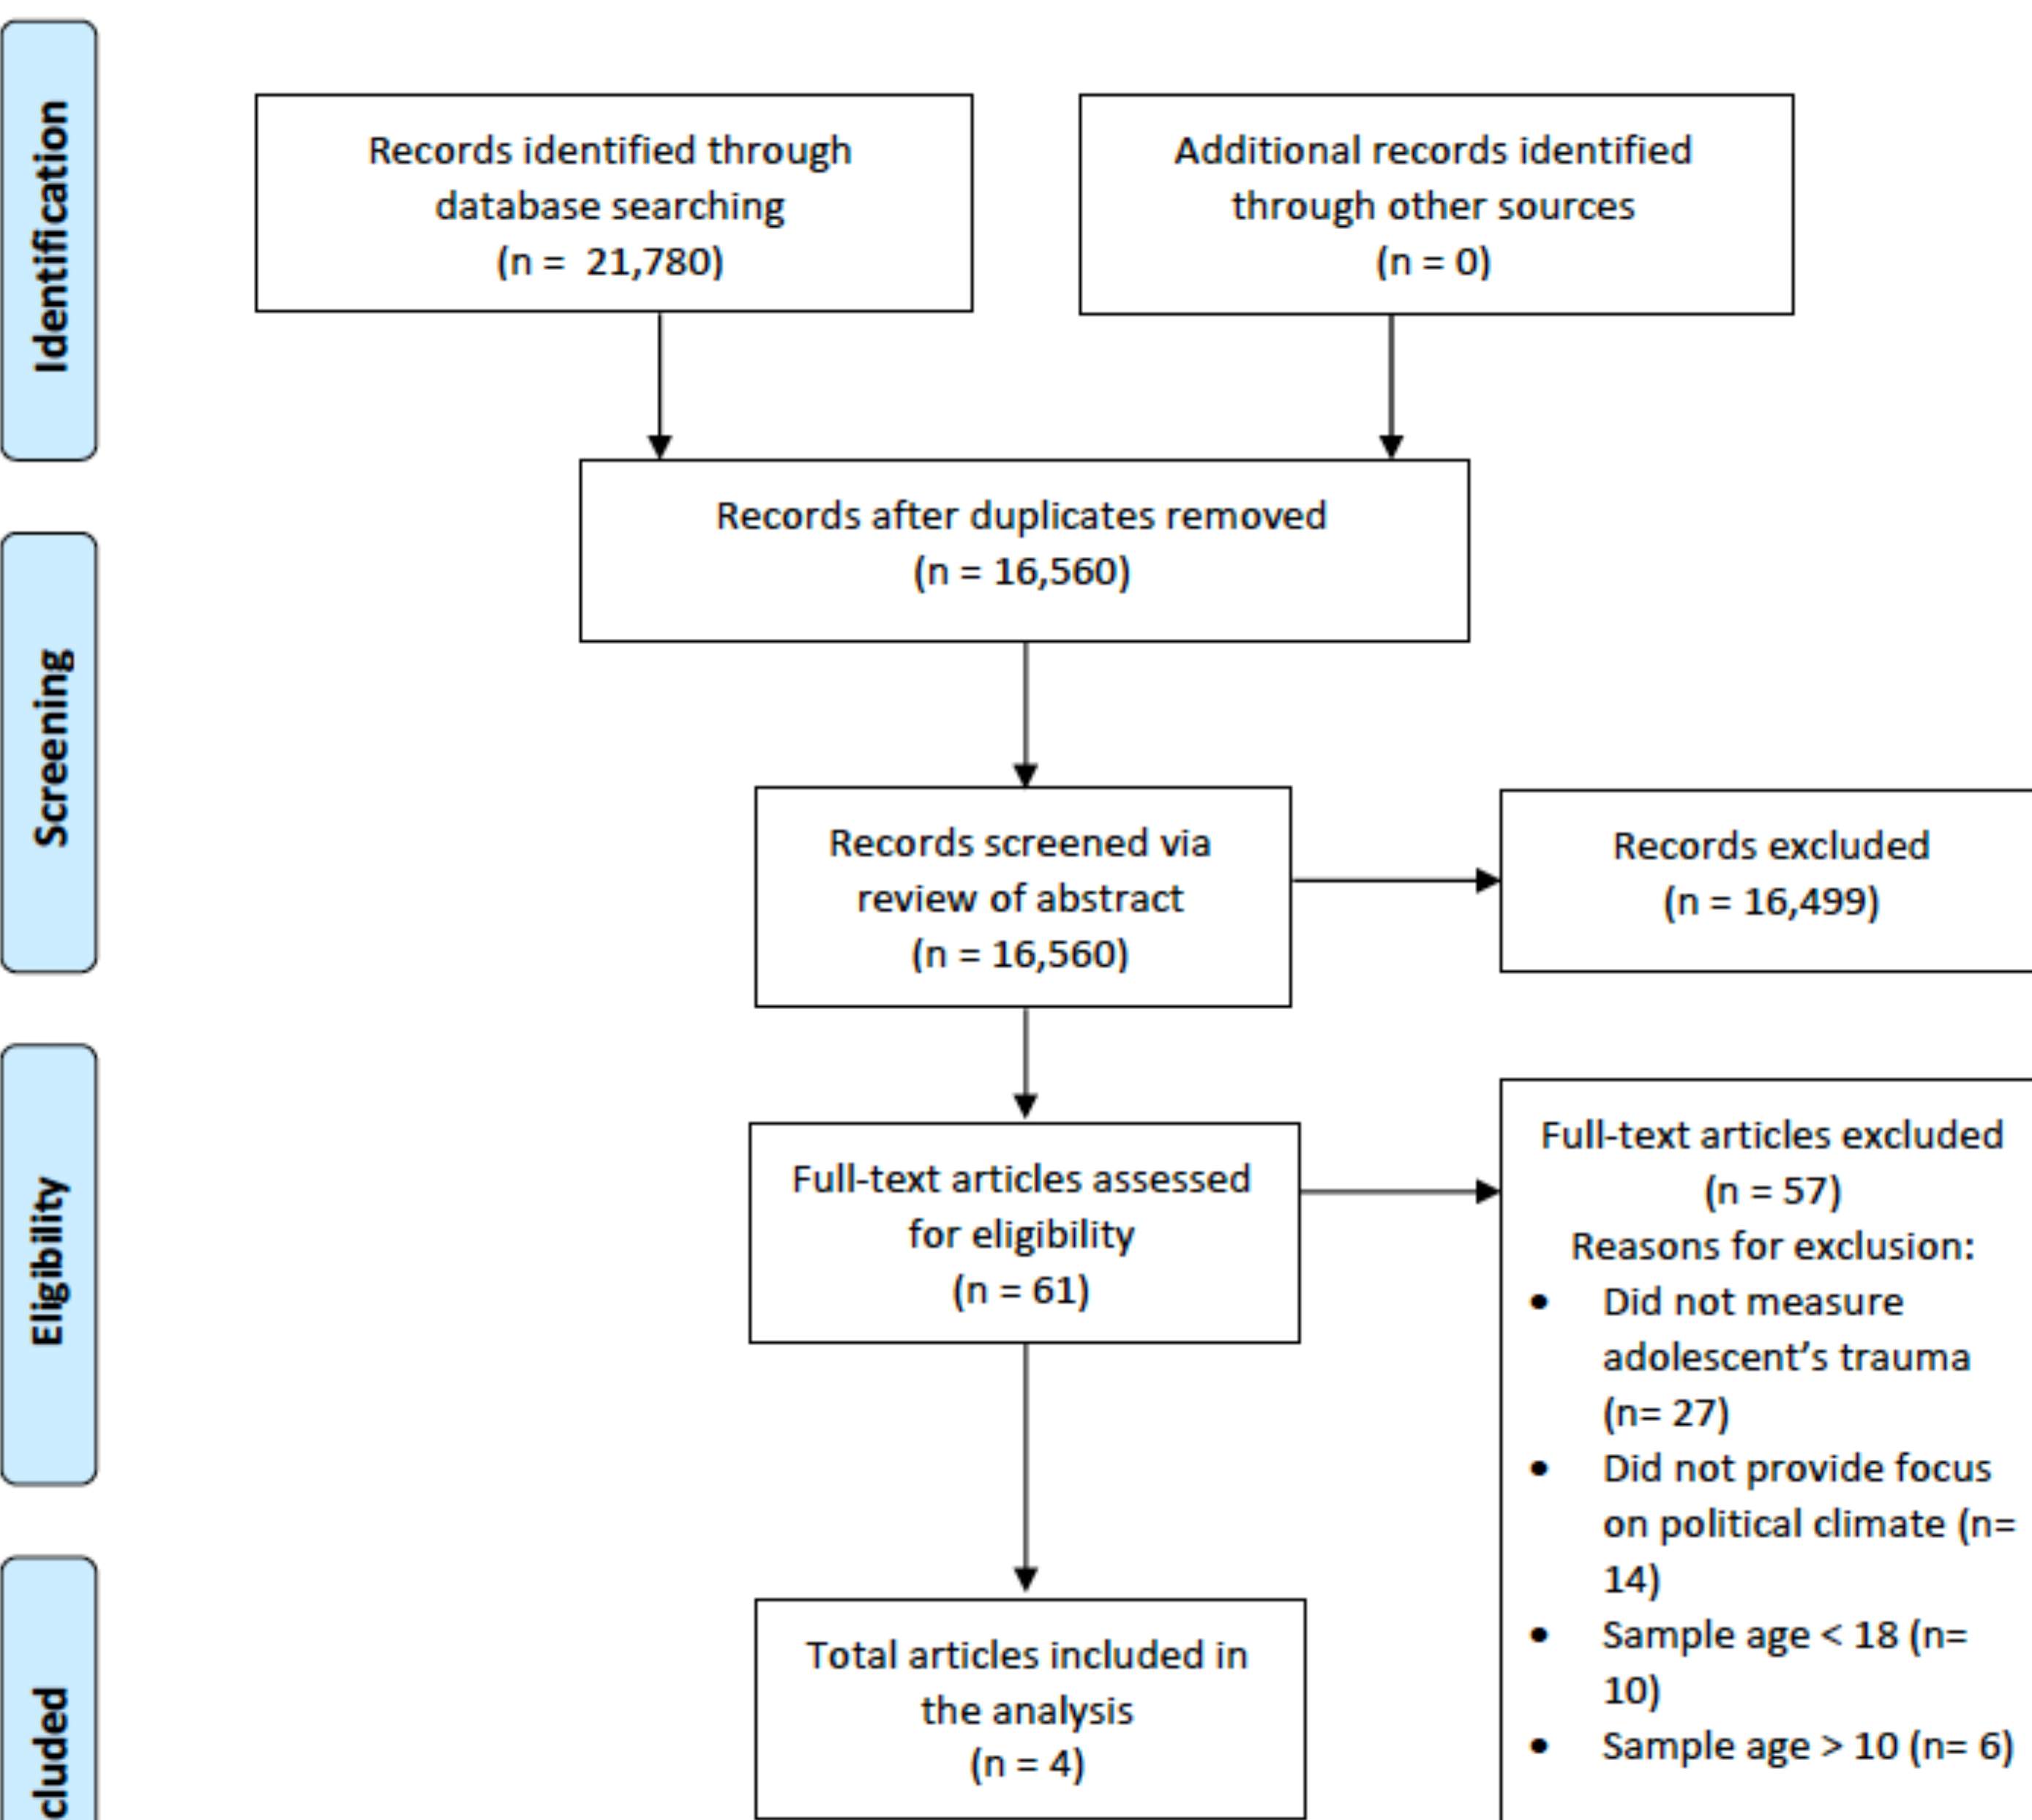 Identification
Records identified through
database searching
(n =  21,780)
Additional records identified
through other sources
(n = 0)
Records after duplicates removed
(n = 16,560)
Screening
Records screened via
review of abstract
(n = 16,560)
Records excluded
(n = 16,499)
Eligibility
Full-text articles assessed
for eligibility
(n = 61)
Full-text articles excluded
(n = 57)
Reasons for exclusion:
• Did not measure
adolescent’s trauma
(n= 27)
• Did not provide focus
on political climate (n=
14)
• Sample age < 18 (n=
10)
• Sample age > 10 (n= 6)
cluded
Total articles included in
the analysis
(n = 4)